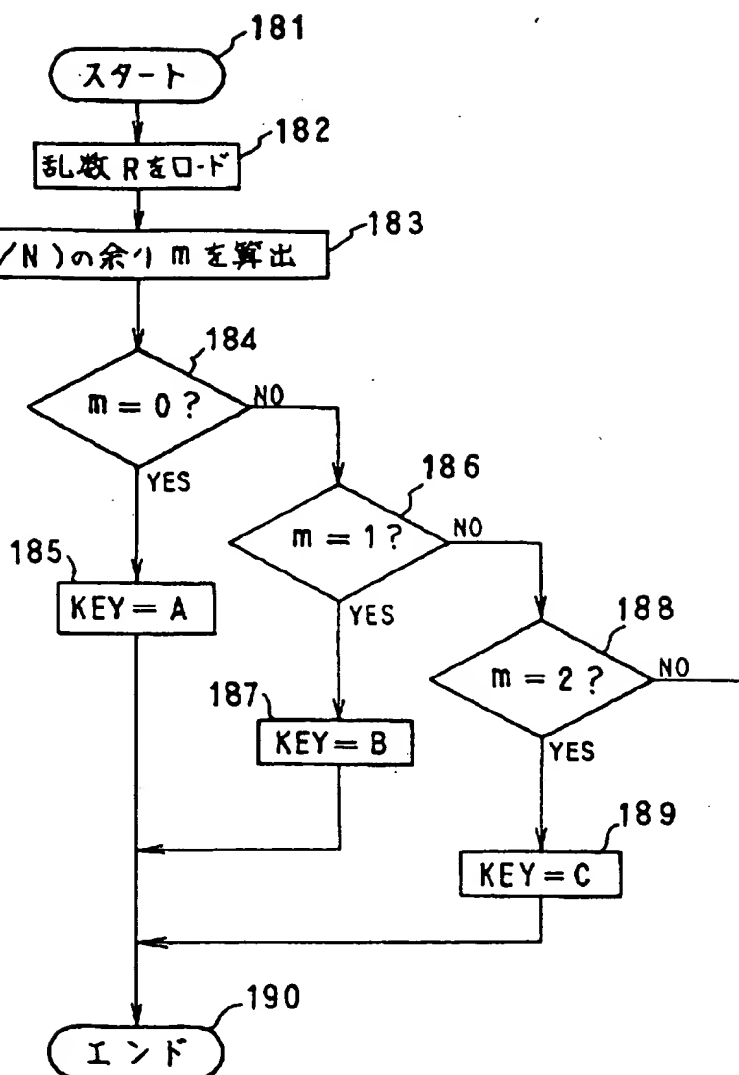 181
スタート
182
乱数 R をロード
183
/N)の余り m を算出
184
m = 0 ?
NO
YES
186
m = 1 ?
NO
YES
185
KEY = A
188
m = 2 ?
NO
YES
187
KEY = B
189
KEY = C
190
エンド